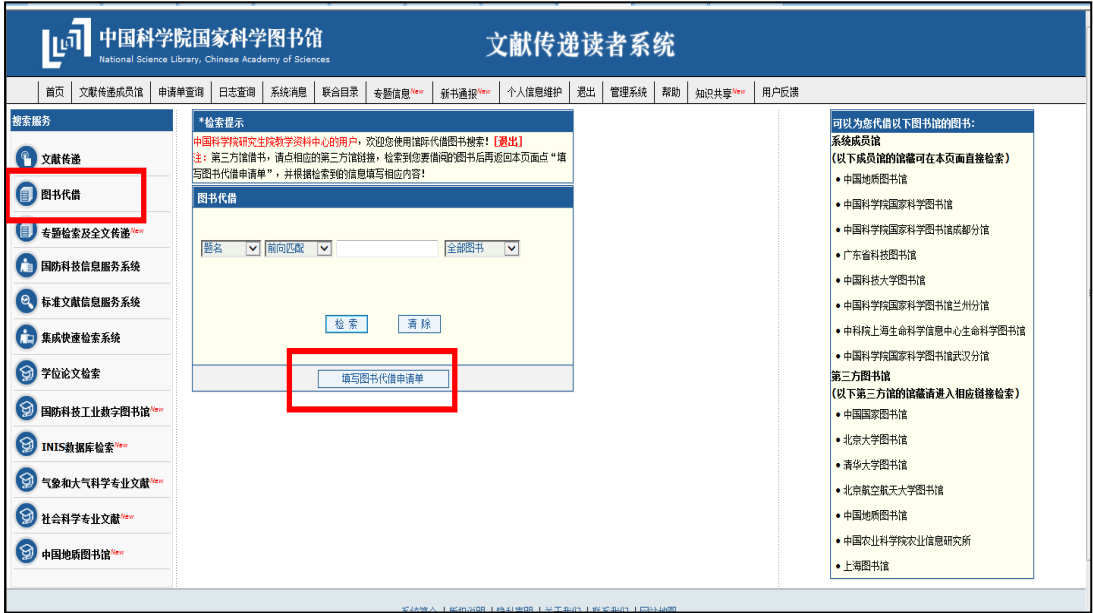 中国科学院国家科学图书馆
National Science Library, Chinese Academy of Sciences
文献传递读者系统
首页 文献传递成员馆 申请单查询 日志查询 系统消息 联合目录 专题信息New 新书通报New 个人信息维护 退出 管理系统 帮助 知识共享New 用户反馈
搜索服务
文献传递
图书代借
专题检索及全文传递New
国防科技信息服务系统
标准文献信息服务系统
集成快速检索系统
学位论文检索
国防科技工业数字图书馆New
INIS数据库检索New
气象和大气科学专业文献New
社会科学专业文献New
中国地质图书馆New
*检索提示
中国科学院研究生院教学资料中心的用户，欢迎您使用馆际代借图书搜索！[退出]
注：第三方馆借书，请点相应的第三方馆链接，检索到您要借阅的图书后再返回本页面点“填
写图书代借申请单”，并根据检索到的信息填写相应内容！
图书代借
题名 前向匹配 全部图书
检 索 清 除
填写图书代借申请单
可以为您代借以下图书馆的图书：
系统成员馆
(以下成员馆的馆藏可在本页面直接检索)
• 中国地质图书馆
• 中国科学院国家科学图书馆
• 中国科学院国家科学图书馆成都分馆
• 广东省科技图书馆
• 中国科技大学图书馆
• 中国科学院国家科学图书馆兰州分馆
• 中科院上海生命科学信息中心生命科学图书馆
• 中国科学院国家科学图书馆武汉分馆
第三方图书馆
(以下第三方馆的馆藏请进入相应链接检索)
• 中国国家图书馆
• 北京大学图书馆
• 清华大学图书馆
• 北京航空航天大学图书馆
• 中国地质图书馆
• 中国农业科学院农业信息研究所
• 上海图书馆